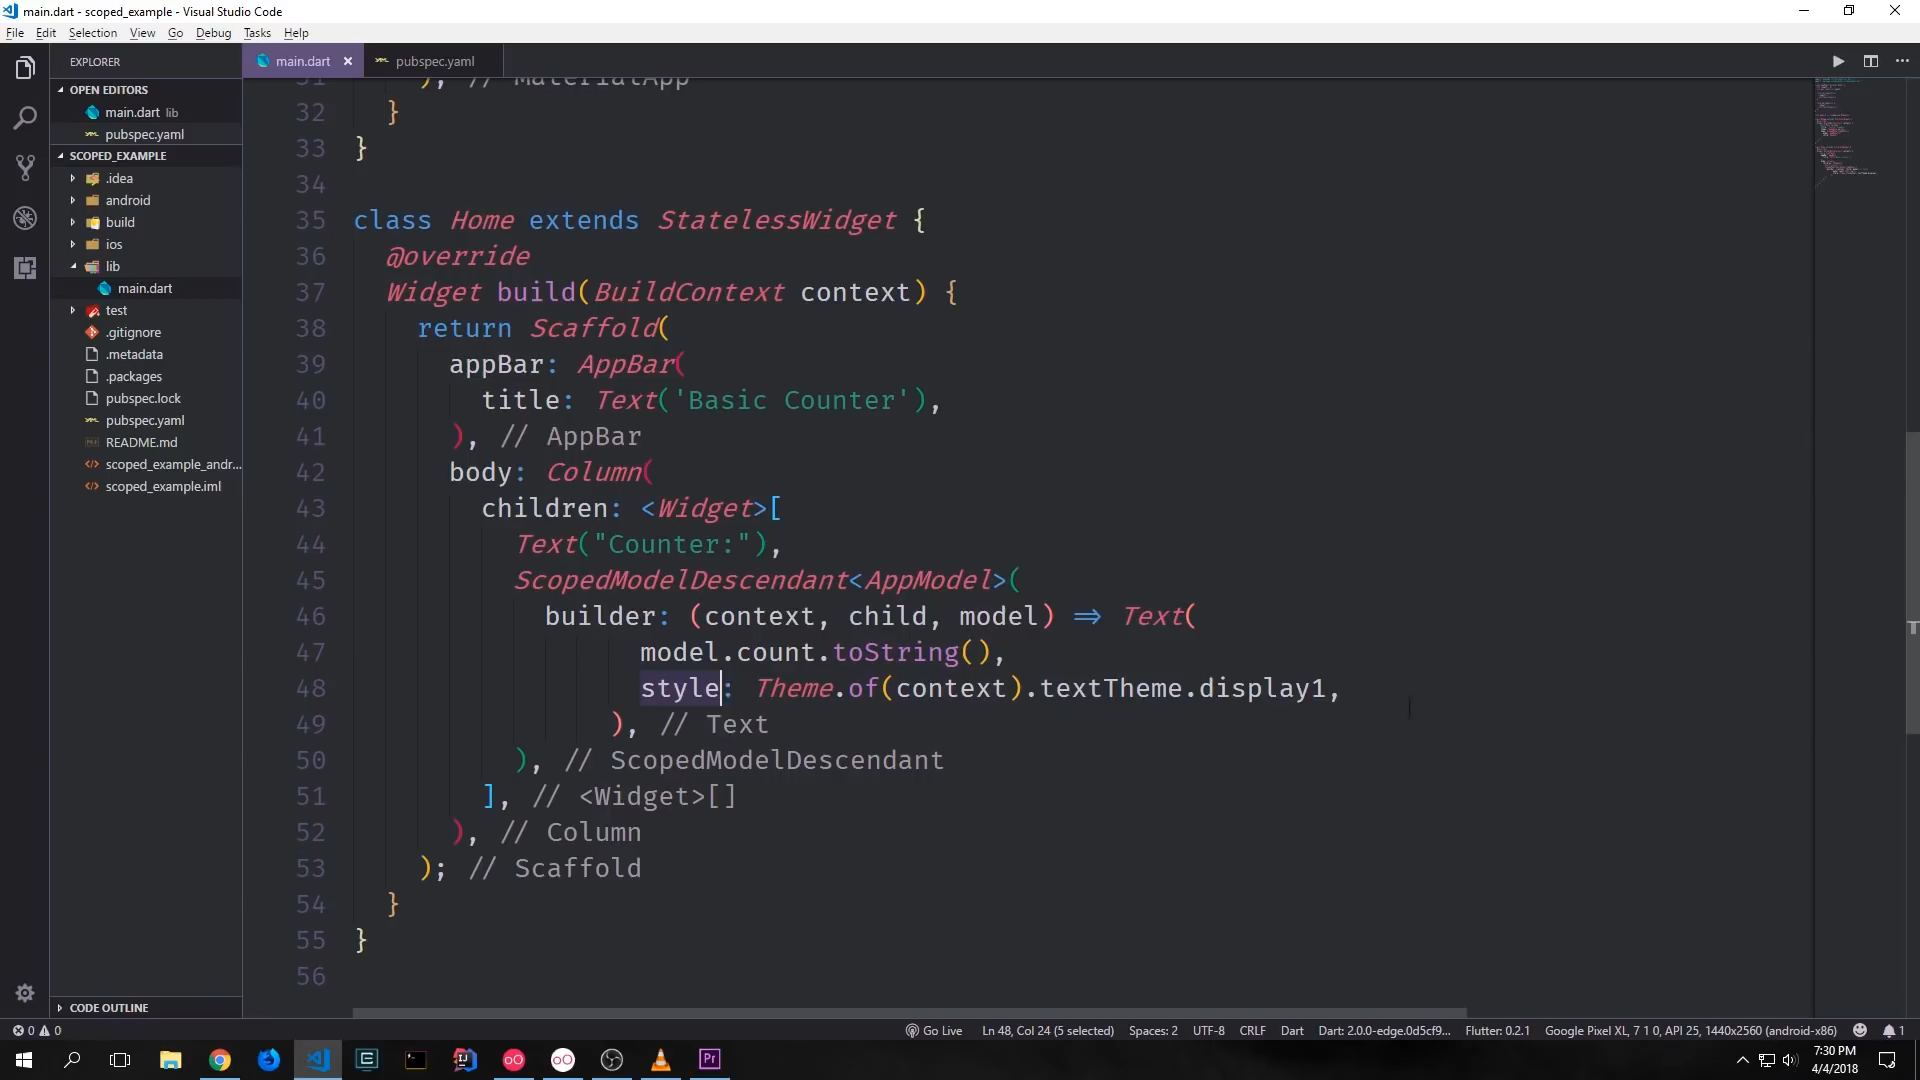 main.dart - scoped_example - Visual Studio Code
File Edit Selection View Go Debug Tasks Help
EXPLORER
OPEN EDITORS
main.dart lib
pubspec.yaml
SCOPED_EXAMPLE
.idea
android
build
ios
lib
main.dart
test
.gitignore
.metadata
.packages
pubspec.lock
pubspec.yaml
README.md
scoped_example_andr...
scoped_example.iml
CODE OUTLINE
main.dart pubspec.yaml
31 ), // MaterialApp
32 }
33 }
34
35 class Home extends StatelessWidget {
36 @override
37 Widget build(BuildContext context) {
38 return Scaffold(
39 appBar: AppBar(
40 title: Text('Basic Counter'),
41 ), // AppBar
42 body: Column(
43 children: <Widget>[
44 Text("Counter:"),
45 ScopedModelDescendant<AppModel>(
46 builder: (context, child, model) => Text(
47 model.count.toString(),
48 style: Theme.of(context).textTheme.display1,
49 ), // Text
50 ), // ScopedModelDescendant
51 ], // <Widget>[]
52 ), // Column
53 ); // Scaffold
54 }
55 }
56
0 0 Go Live Ln 48, Col 24 (5 selected) Spaces: 2 UTF-8 CRLF Dart Dart: 2.0.0-edge.0d5cf9... Flutter: 0.2.1 Google Pixel XL, 7 1 0, API 25, 1440x2560 (android-x86) 1
7:30 PM
4/4/2018